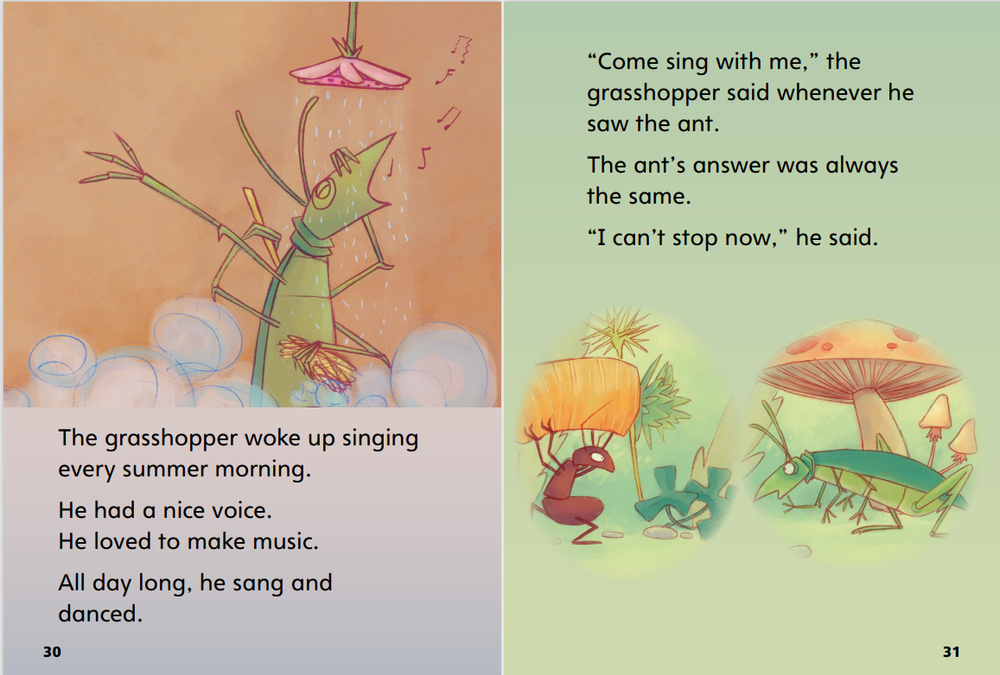 The grasshopper woke up singing
every summer morning.
He had a nice voice.
He loved to make music.
All day long, he sang and
danced.
30
“Come sing with me,” the
grasshopper said whenever he
saw the ant.
The ant’s answer was always
the same.
“I can’t stop now,” he said.
31